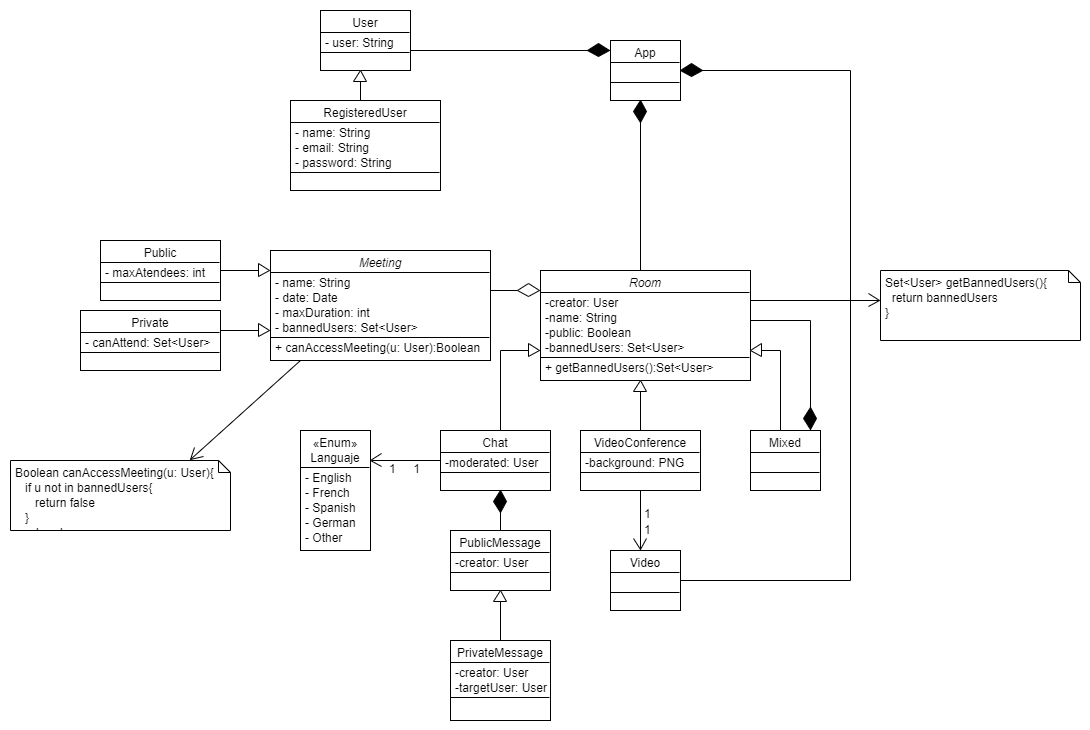 User
- user: String
App
RegisteredUser
- name: String
- email: String
- password: String
Public
- maxAtendees: int
Private
- canAttend: Set<User>
Meeting
- name: String
- date: Date
- maxDuration: int
- bannedUsers: Set<User>
+ canAccessMeeting(u: User):Boolean
Room
-creator: User
-name: String
-public: Boolean
-bannedUsers: Set<User>
+ getBannedUsers():Set<User>
Set<User> getBannedUsers(){
return bannedUsers
}
Boolean canAccessMeeting(u: User){
if u not in bannedUsers{
return false
}
«Enum»
Languaje
- English
- French
- Spanish
- German
- Other
1 1
Chat
-moderated: User
VideoConference
-background: PNG
Mixed
1
1
PublicMessage
-creator: User
Video
PrivateMessage
-creator: User
-targetUser: User